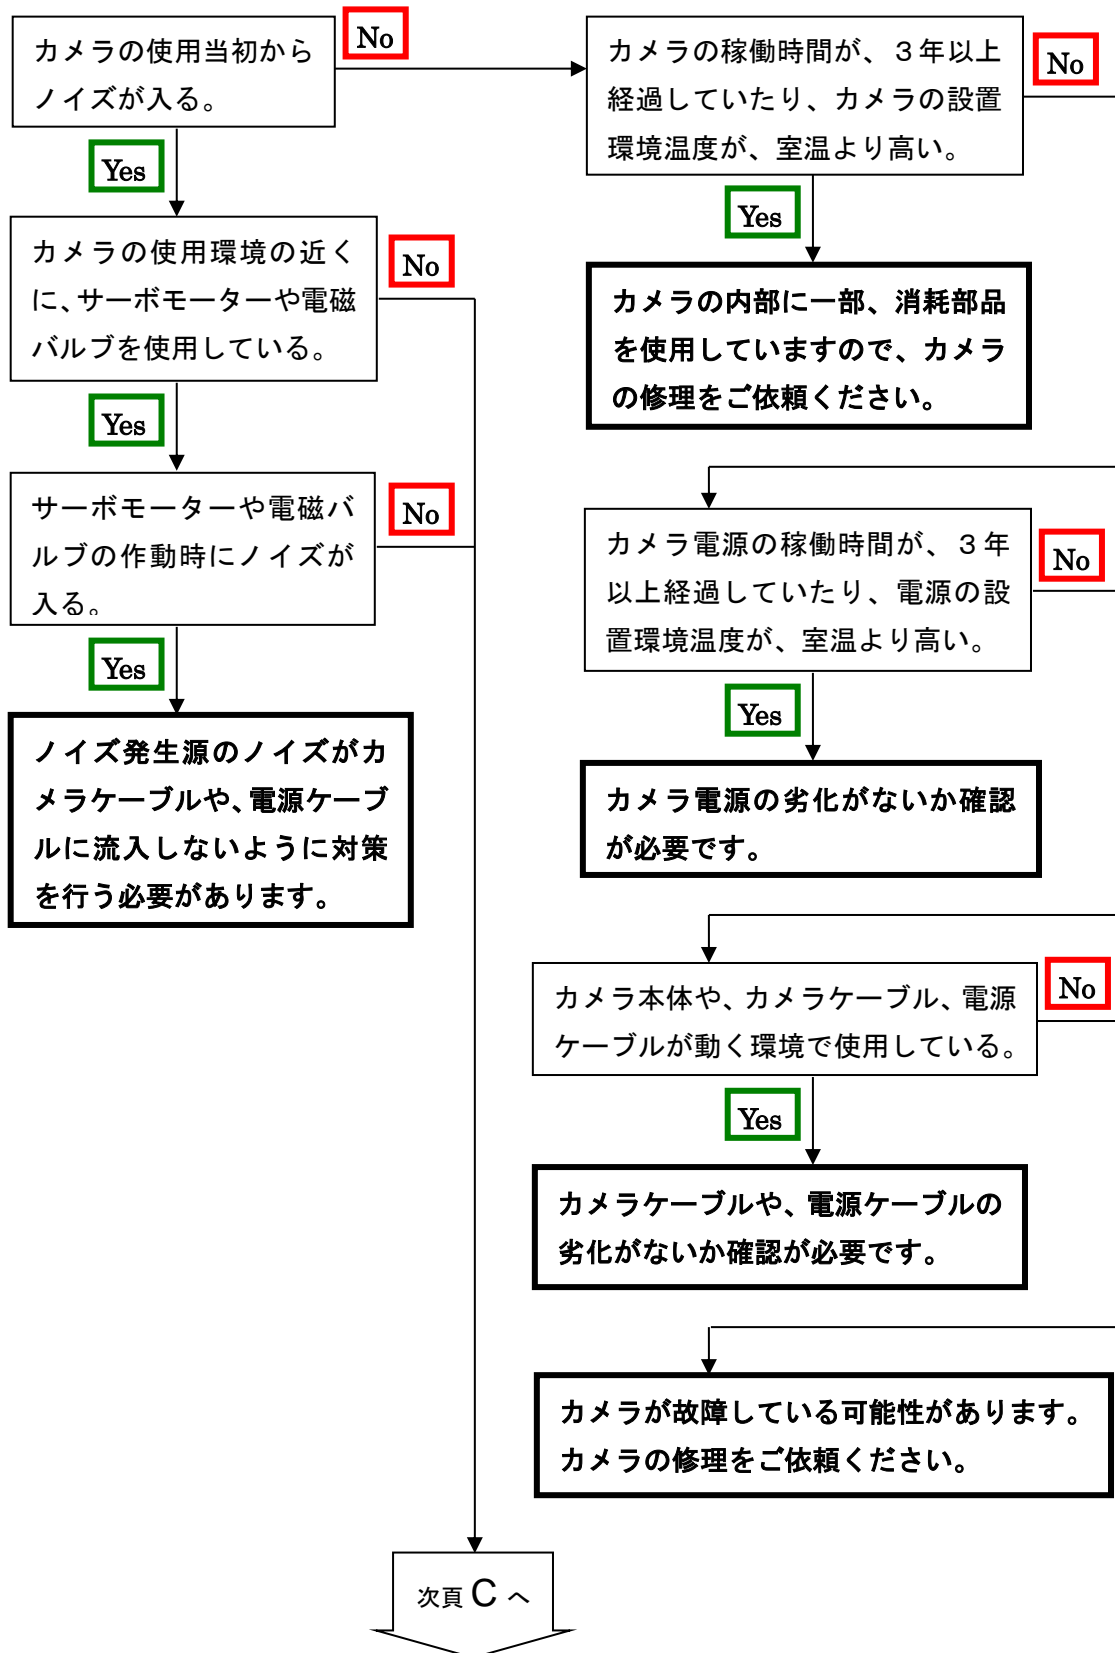 カメラの使用当初から
ノイズが入る。
No
Yes
カメラの使用環境の近く
に、サーボモーターや電磁
バルブを使用している。
No
Yes
サーボモーターや電磁バ
ルブの作動時にノイズが
入る。
No
Yes
ノイズ発生源のノイズがカ
メラケーブルや、電源ケーブ
ルに流入しないように対策
を行う必要があります。
カメラの稼働時間が、３年以上
経過していたり、カメラの設置
環境温度が、室温より高い。
No
Yes
カメラの内部に一部、消耗部品
を使用していますので、カメラ
の修理をご依頼ください。
カメラ電源の稼働時間が、３年
以上経過していたり、電源の設
置環境温度が、室温より高い。
No
Yes
カメラ電源の劣化がないか確認
が必要です。
カメラ本体や、カメラケーブル、電源
ケーブルが動く環境で使用している。
No
Yes
カメラケーブルや、電源ケーブルの
劣化がないか確認が必要です。
カメラが故障している可能性があります。
カメラの修理をご依頼ください。
次頁 C へ